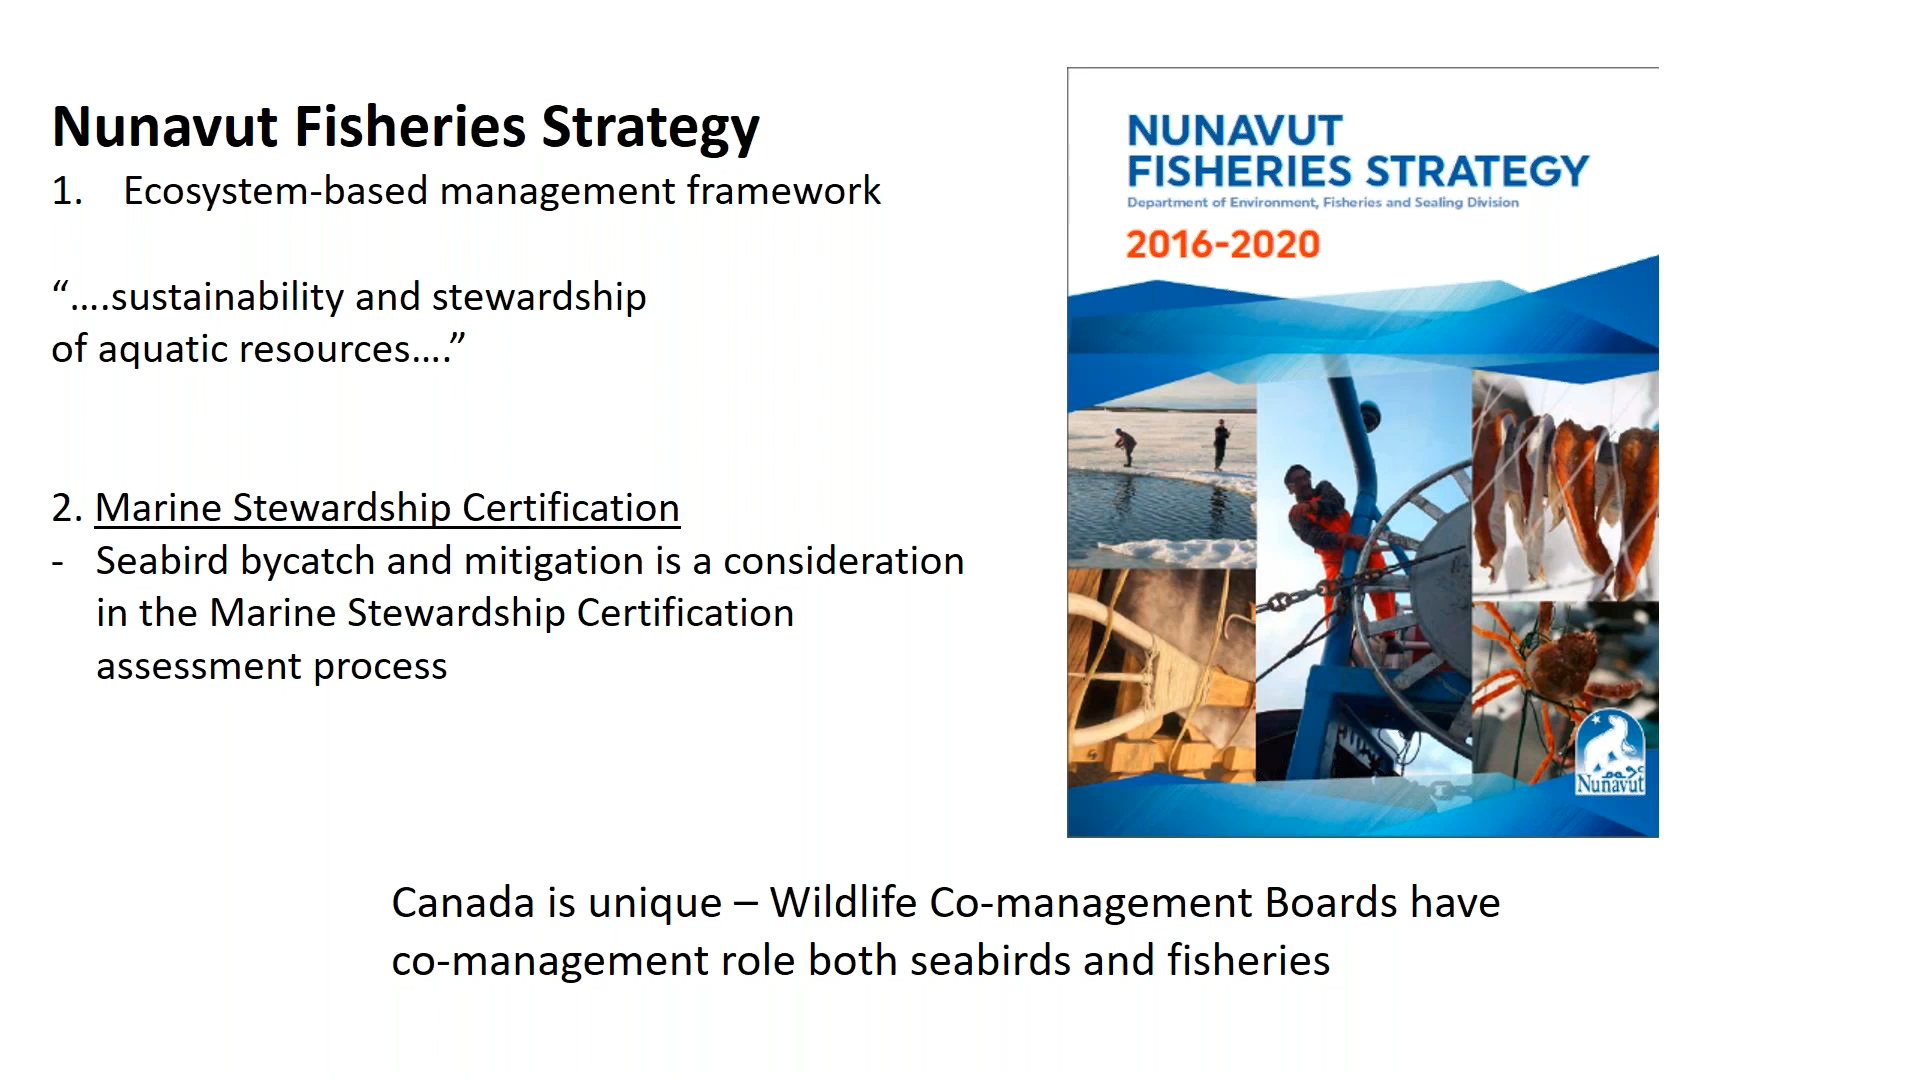 Nunavut Fisheries Strategy
1. Ecosystem-based management framework
“….sustainability and stewardship
of aquatic resources….”
2. Marine Stewardship Certification
- Seabird bycatch and mitigation is a consideration
in the Marine Stewardship Certification
assessment process
NUNAVUT
FISHERIES STRATEGY
Department of Environment, Fisheries and Sealing Division
2016-2020
ᓄᓇᕗᑦ
Nunavut
Canada is unique – Wildlife Co-management Boards have
co-management role both seabirds and fisheries